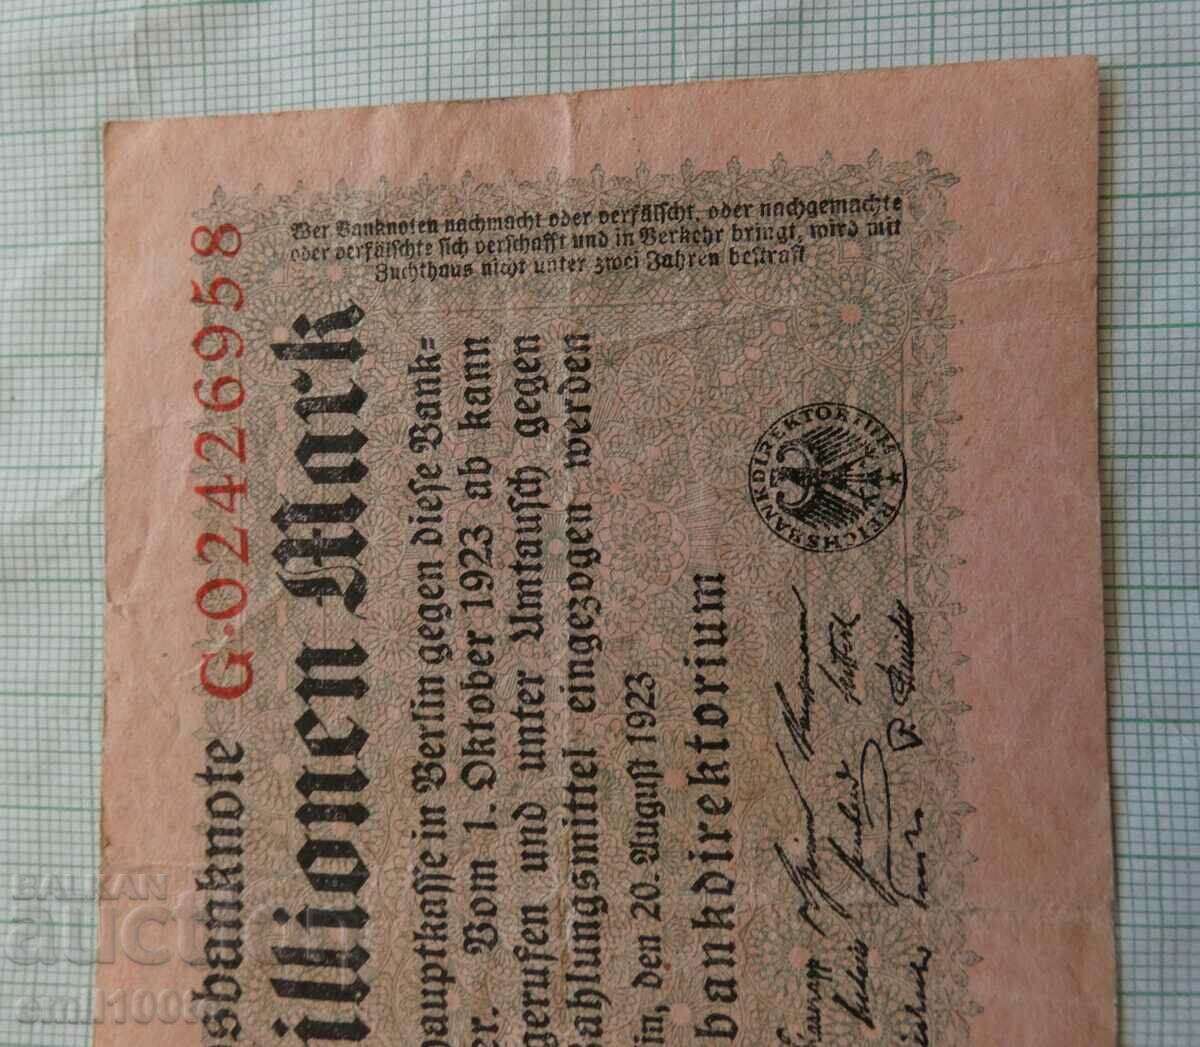 sbanknote G·02426958
illionen Mark
Wer Banknoten nachmacht oder verfälscht, oder nachgemachte
oder verfälschte sich verschafft und in Verkehr bringt, wird mit
Zuchthaus nicht unter zwei Jahren bestraft
hauptkasse in Berlin gegen diese Bank=
er. Vom 1. Oktober 1923 ab kann
gerufen und unter Umtausch gegen
Zahlungsmittel eingezogen werden
in, den 20. August 1923
bankdirektorium
REICHSBANKDIREKTORIUM
BALKAN
auction